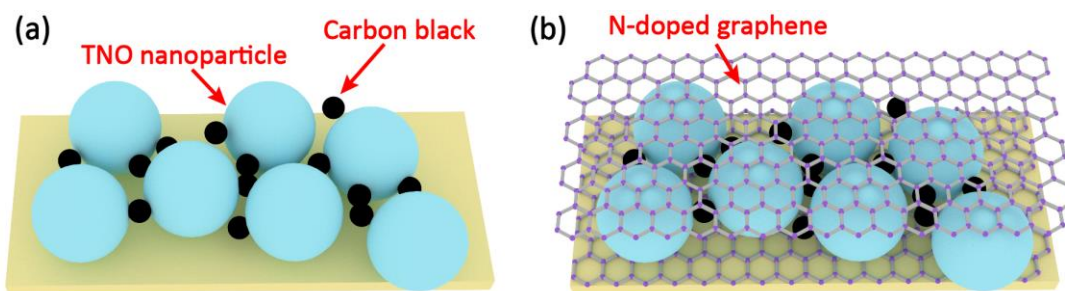 (a)
Carbon black
TNO nanoparticle
(b)
N-doped graphene